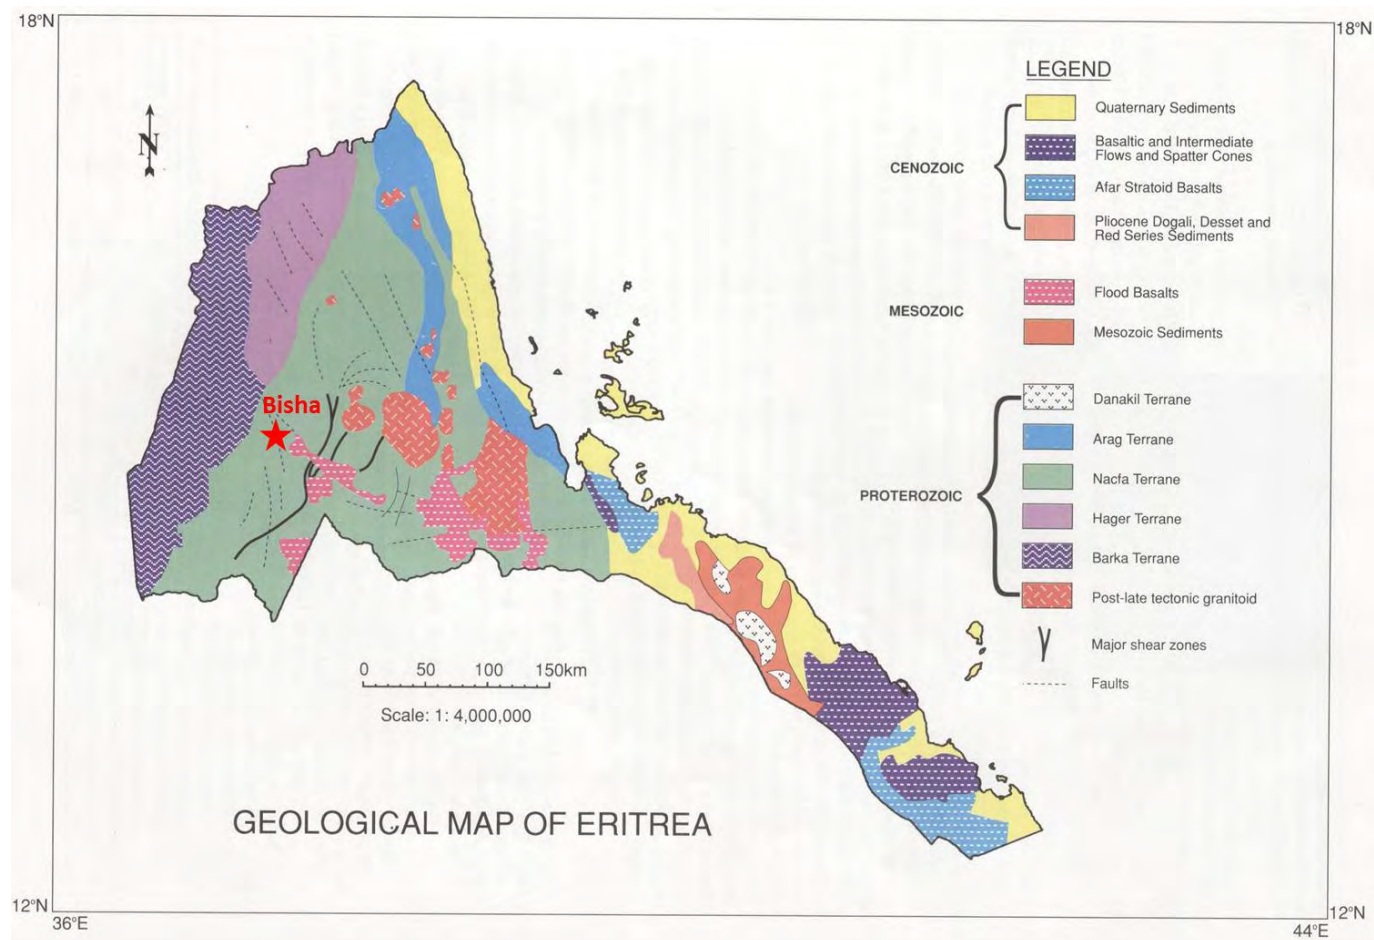 18°N
18°N
N
LEGEND
CENOZOIC
Quaternary Sediments
Basaltic and Intermediate
Flows and Spatter Cones
Afar Stratoid Basalts
Pliocene Dogali, Desset and
Red Series Sediments
MESOZOIC
Flood Basalts
Mesozoic Sediments
PROTEROZOIC
Danakil Terrane
Arag Terrane
Nacfa Terrane
Hager Terrane
Barka Terrane
Post-late tectonic granitoid
Major shear zones
Faults
Bisha
0 50 100 150km
Scale: 1: 4,000,000
GEOLOGICAL MAP OF ERITREA
12°N
12°N
36°E
44°E